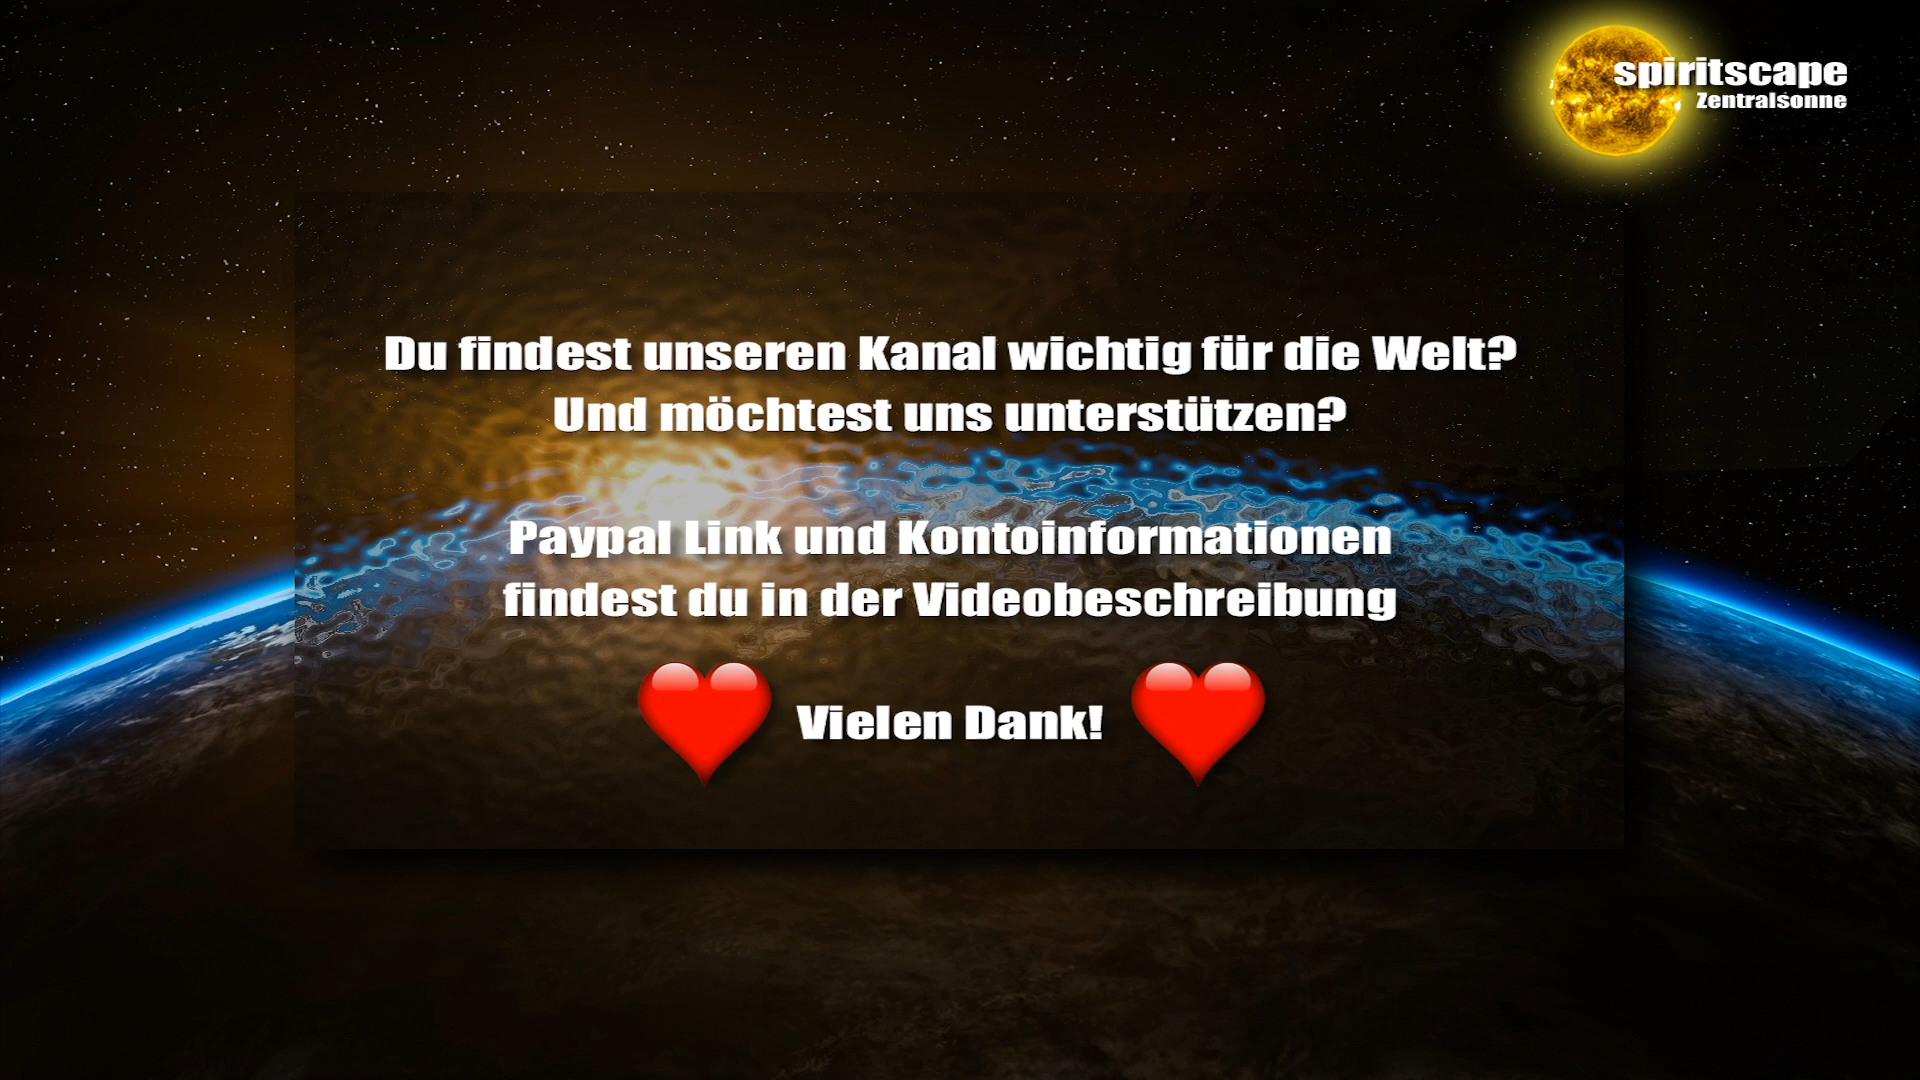 spiritscape
Zentralsonne
Du findest unseren Kanal wichtig für die Welt?
Und möchtest uns unterstützen?
Paypal Link und Kontoinformationen
findest du in der Videobeschreibung
Vielen Dank!